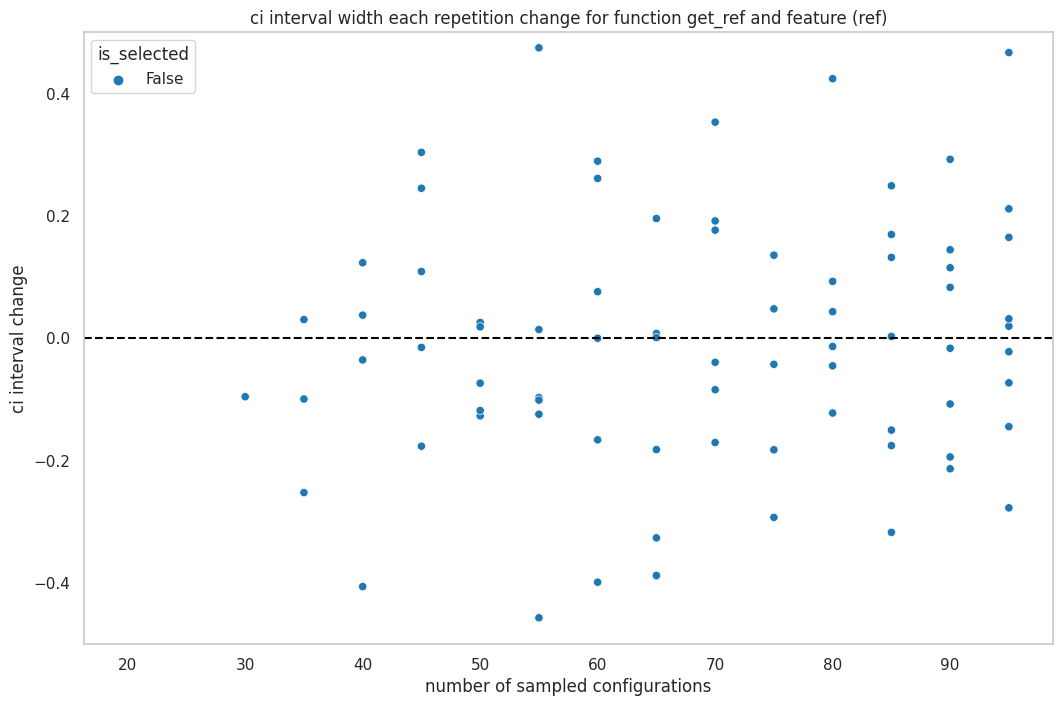 ci interval width each repetition change for function get_ref and feature (ref)
is_selected
False
ci interval change
0.4
0.2
0.0
−0.2
−0.4
20 30 40 50 60 70 80 90
number of sampled configurations